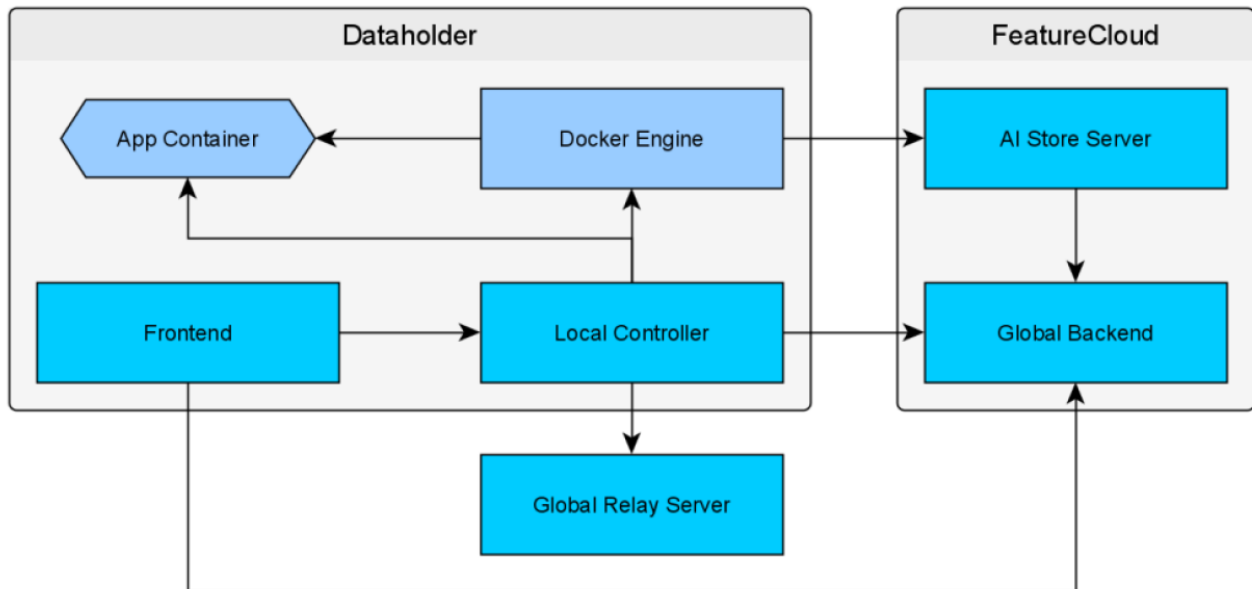 Dataholder
FeatureCloud
App Container
Docker Engine
AI Store Server
Frontend
Local Controller
Global Backend
Global Relay Server